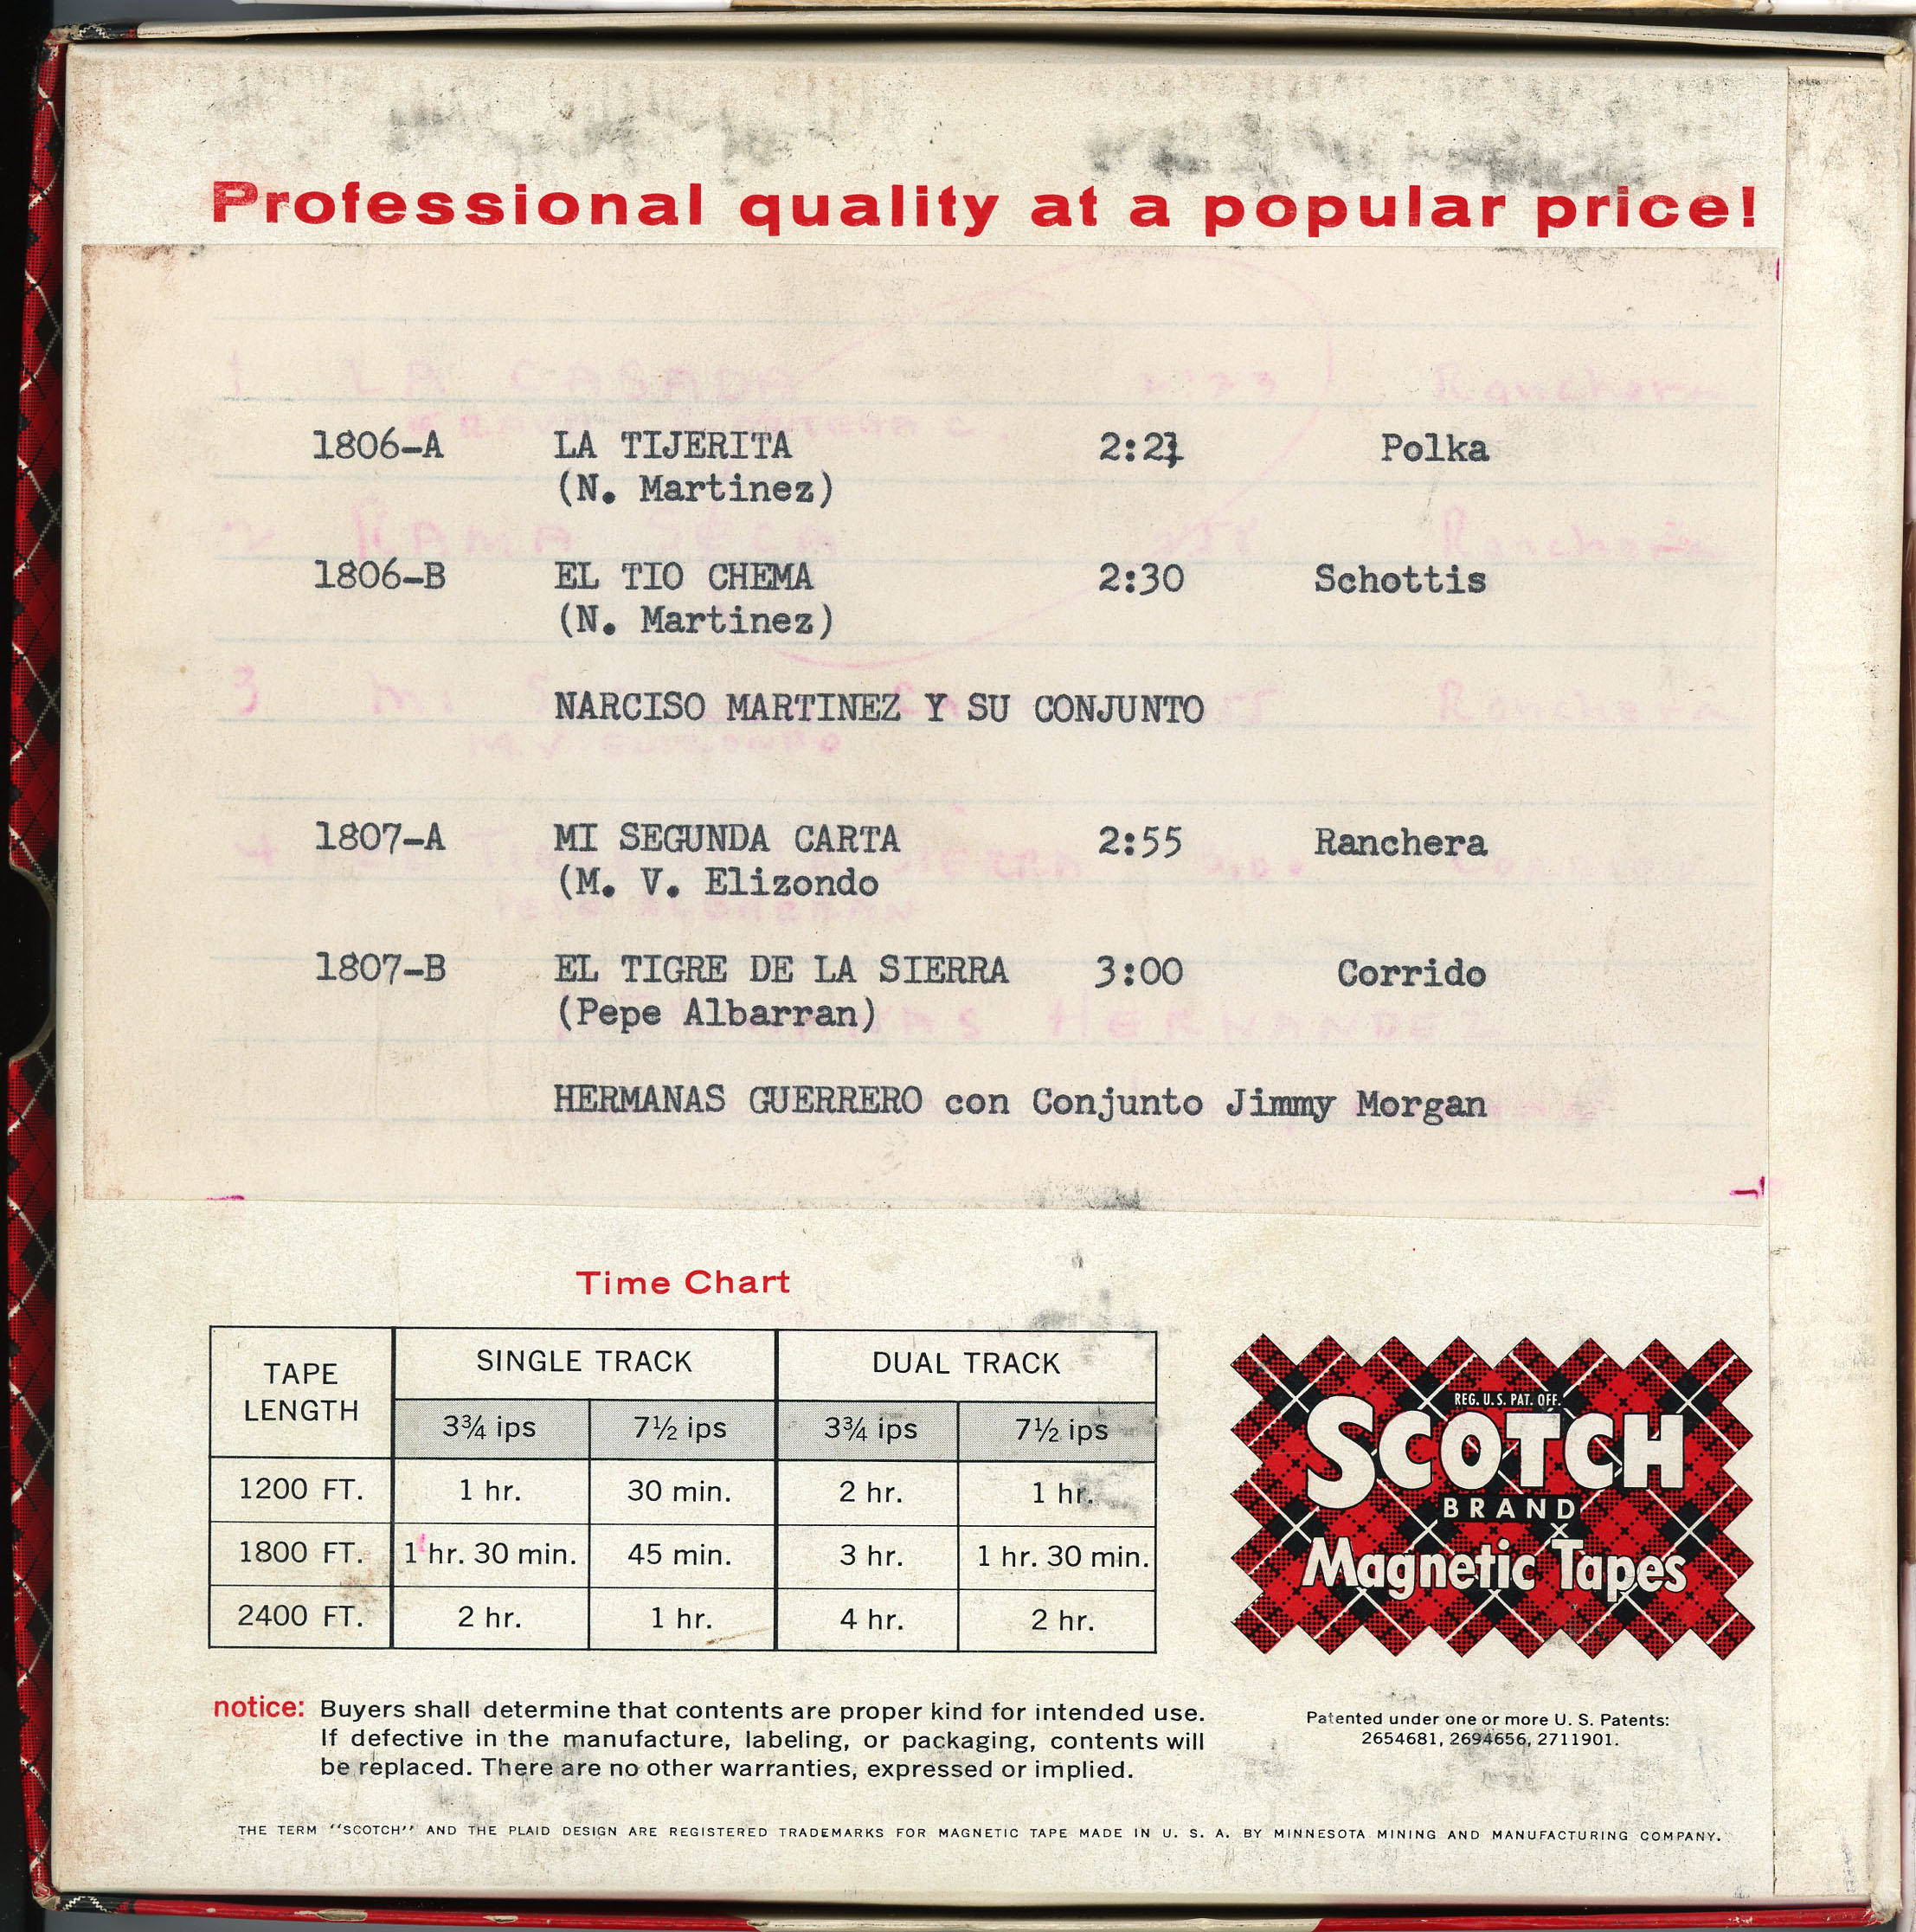 Professional quality at a popular price!
1806-A LA TIJERITA 2:21 Polka
(N. Martinez)
1806-B EL TIO CHEMA 2:30 Schottis
(N. Martinez)
NARCISO MARTINEZ Y SU CONJUNTO
1807-A MI SEGUNDA CARTA 2:55 Ranchera
(M. V. Elizondo
1807-B EL TIGRE DE LA SIERRA 3:00 Corrido
(Pepe Albarran)
HERMANAS GUERRERO con Conjunto Jimmy Morgan
Time Chart
TAPE LENGTH SINGLE TRACK DUAL TRACK
3¾ ips 7½ ips 3¾ ips 7½ ips
1200 FT. 1 hr. 30 min. 2 hr. 1 hr.
1800 FT. 1 hr. 30 min. 45 min. 3 hr. 1 hr. 30 min.
2400 FT. 2 hr. 1 hr. 4 hr. 2 hr.
REG. U.S. PAT. OFF.
SCOTCH
BRAND
Magnetic Tapes
notice: Buyers shall determine that contents are proper kind for intended use.
If defective in the manufacture, labeling, or packaging, contents will
be replaced. There are no other warranties, expressed or implied.
Patented under one or more U. S. Patents:
2654681, 2694656, 2711901.
THE TERM "SCOTCH" AND THE PLAID DESIGN ARE REGISTERED TRADEMARKS FOR MAGNETIC TAPE MADE IN U. S. A. BY MINNESOTA MINING AND MANUFACTURING COMPANY.